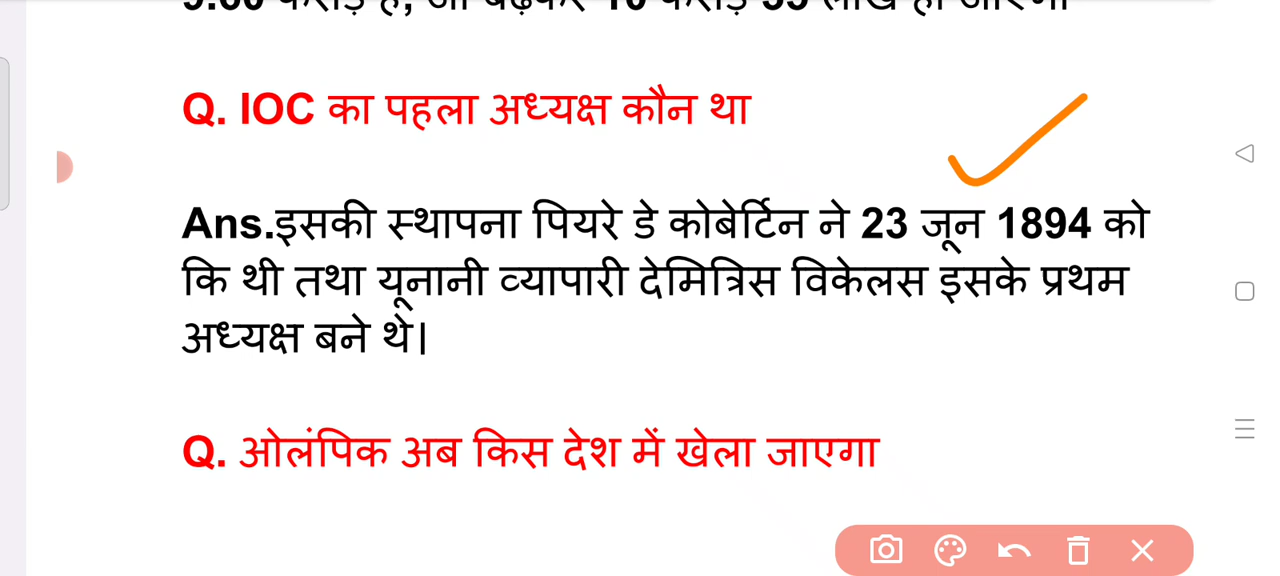 Q. IOC का पहला अध्यक्ष कौन था
Ans.इसकी स्थापना पियरे डे कोबेर्टिन ने 23 जून 1894 को
कि थी तथा यूनानी व्यापारी देमित्रिस विकेलस इसके प्रथम
अध्यक्ष बने थे।
Q. ओलंपिक अब किस देश में खेला जाएगा